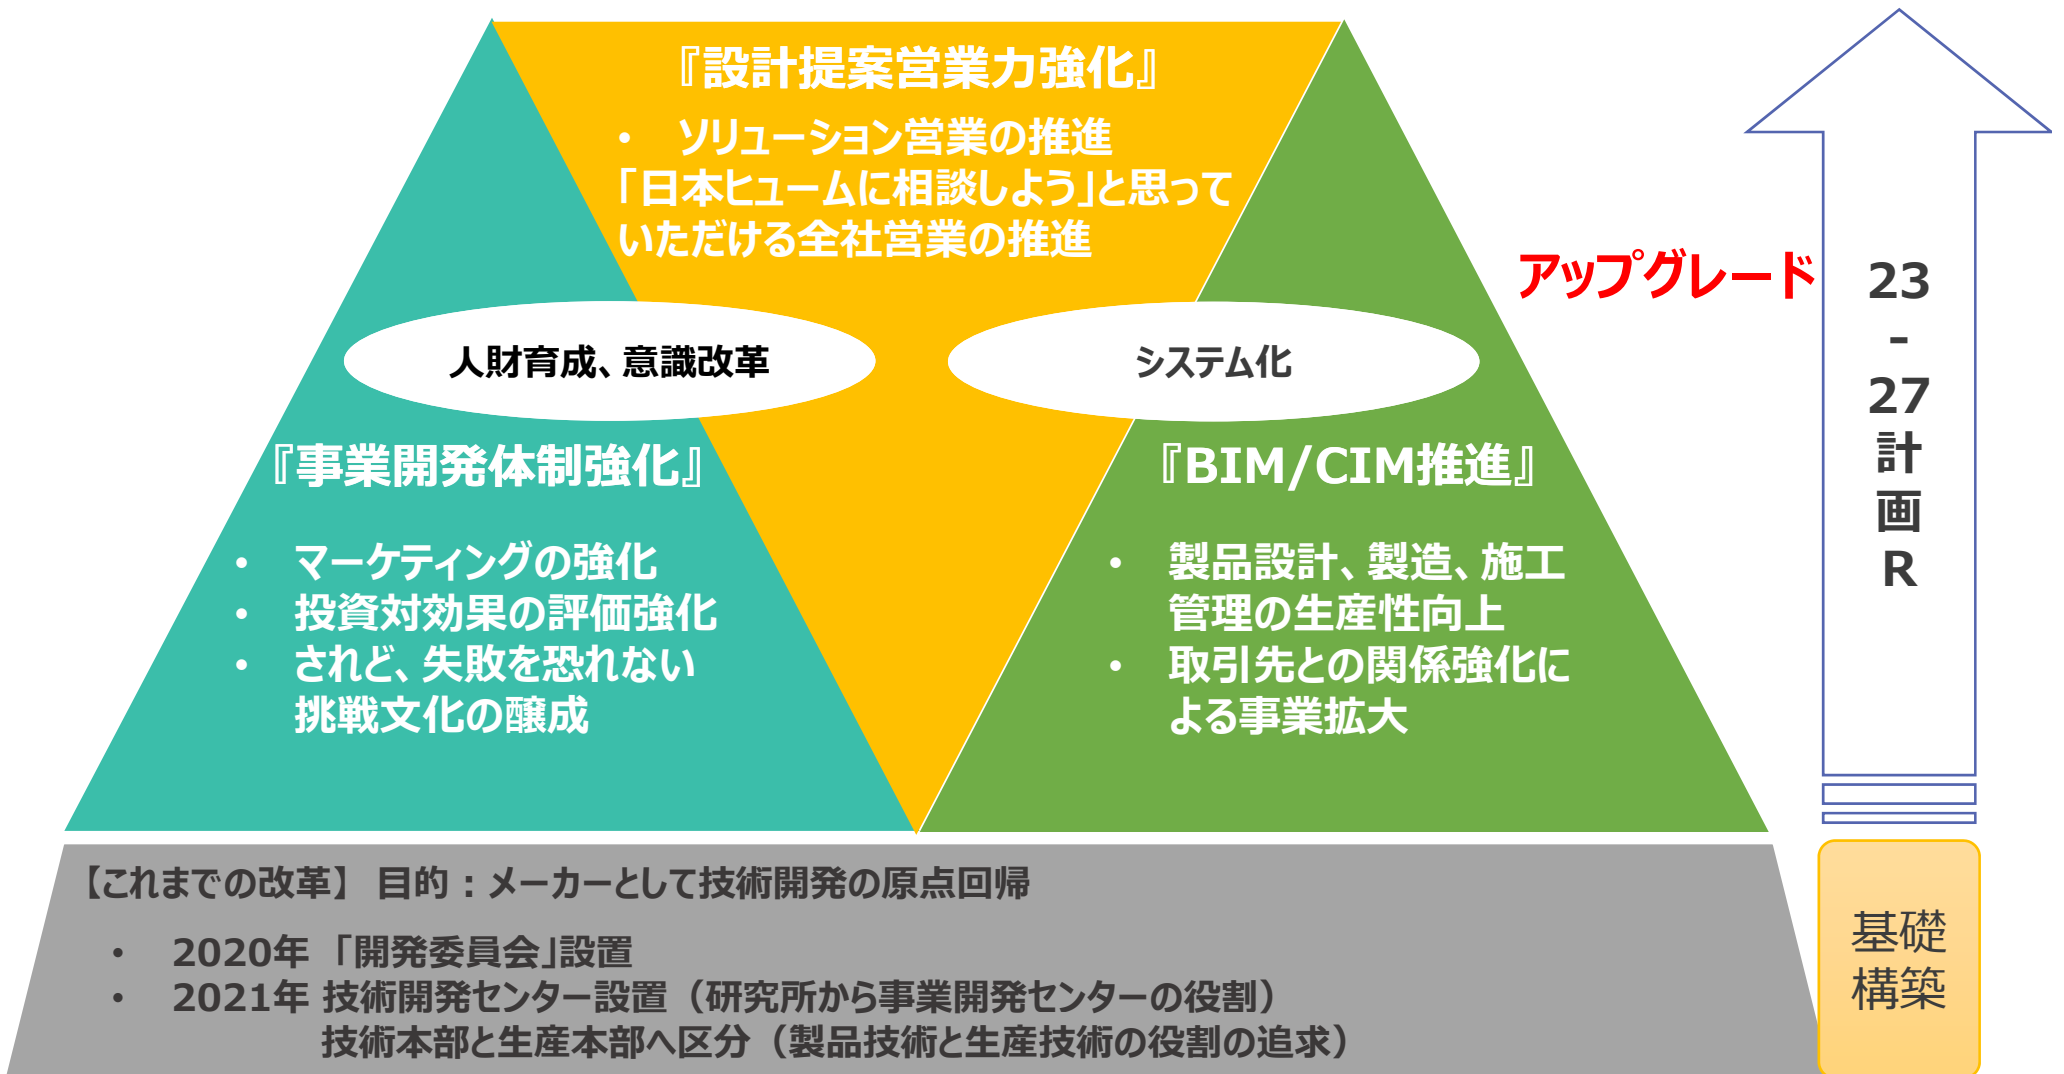 『設計提案営業力強化』
• ソリューション営業の推進
「日本ヒュームに相談しよう」と思って
いただける全社営業の推進
人財育成、意識改革
システム化
『事業開発体制強化』
• マーケティングの強化
• 投資対効果の評価強化
• されど、失敗を恐れない
挑戦文化の醸成
『BIM/CIM推進』
• 製品設計、製造、施工
管理の生産性向上
• 取引先との関係強化に
よる事業拡大
アップグレード
23
-
27
計
画
R
【これまでの改革】 目的：メーカーとして技術開発の原点回帰
• 2020年 「開発委員会」設置
• 2021年 技術開発センター設置（研究所から事業開発センターの役割）
技術本部と生産本部へ区分（製品技術と生産技術の役割の追求）
基礎
構築